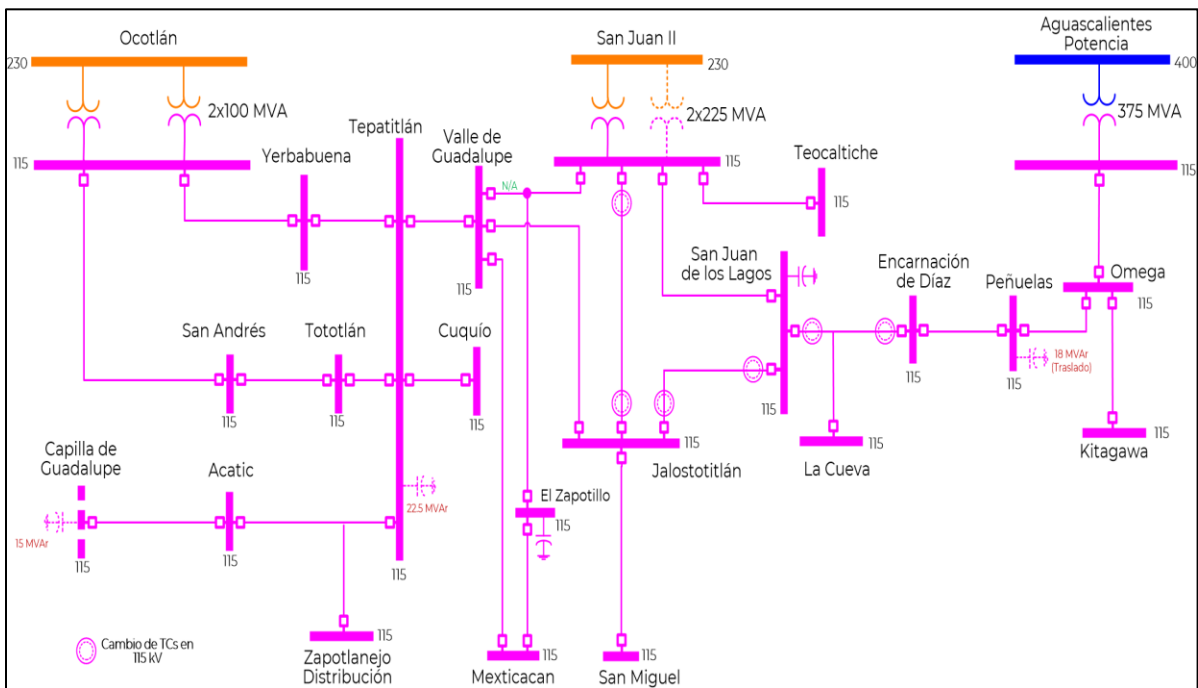 Ocotlán
San Juan II
Aguascalientes
Potencia
230
230
400
2x100 MVA
2x225 MVA
375 MVA
Tepatitlán
Valle de
Guadalupe
Yerbabuena
115
115
Teocaltiche
115
N/A
115
115
115
San Juan
de los Lagos
Encarnación
de Díaz
Peñuelas
Omega
115
San Andrés
Tototlán
Cuquío
18 MVAr
(Traslado)
115
115
115
115
115
115
115
Capilla de
Guadalupe
Acatic
Jalostotitlán
115
La Cueva
115
Kitagawa
115
22.5 MVAr
El Zapotillo
115
15 MVAr
115
115
115
Cambio de TCs en
115 kV
115
Zapotlanejo
Distribución
115
Mexticacan
115
San Miguel